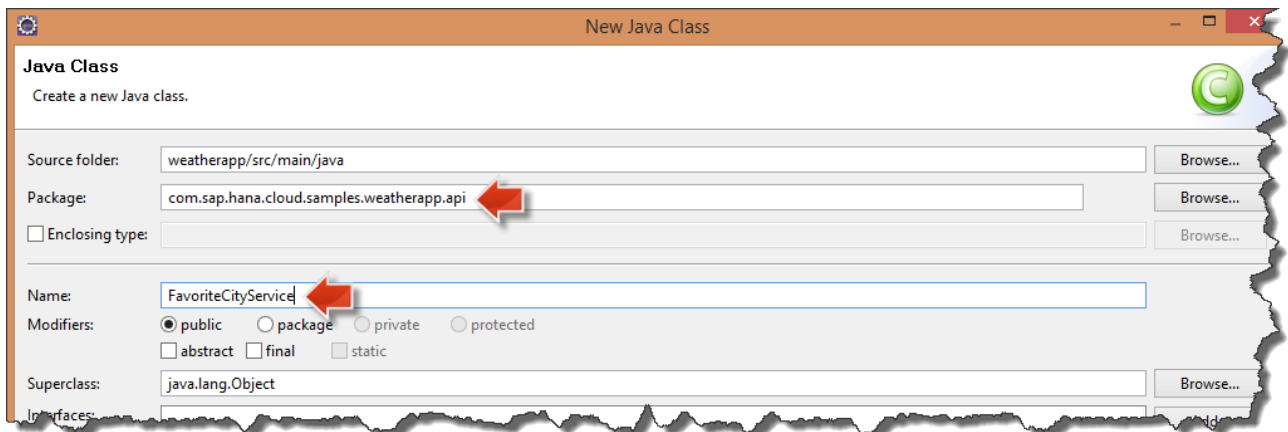 New Java Class
Java Class
Create a new Java class.
C
Source folder: weatherapp/src/main/java Browse...
Package: com.sap.hana.cloud.samples.weatherapp.api Browse...
Enclosing type: Browse...
Name: FavoriteCityService
Modifiers: public package private protected
abstract final static
Superclass: java.lang.Object Browse...
Interfaces: